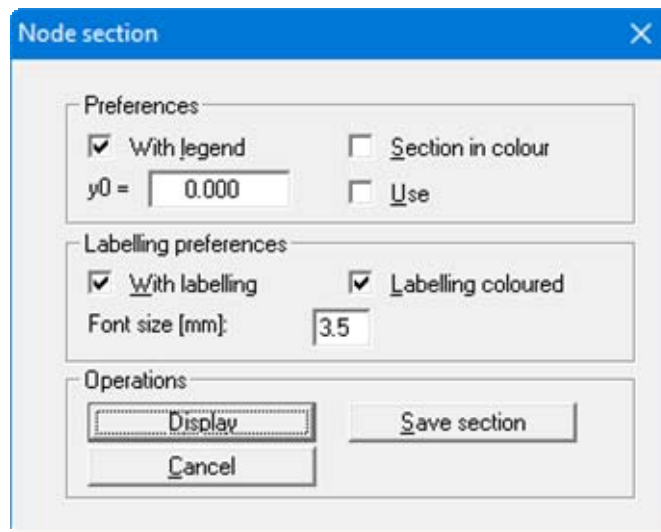 Node section
Preferences
With legend
Section in colour
y0 = 0.000
Use
Labelling preferences
With labelling
Labelling coloured
Font size [mm]: 3.5
Operations
Display
Save section
Cancel